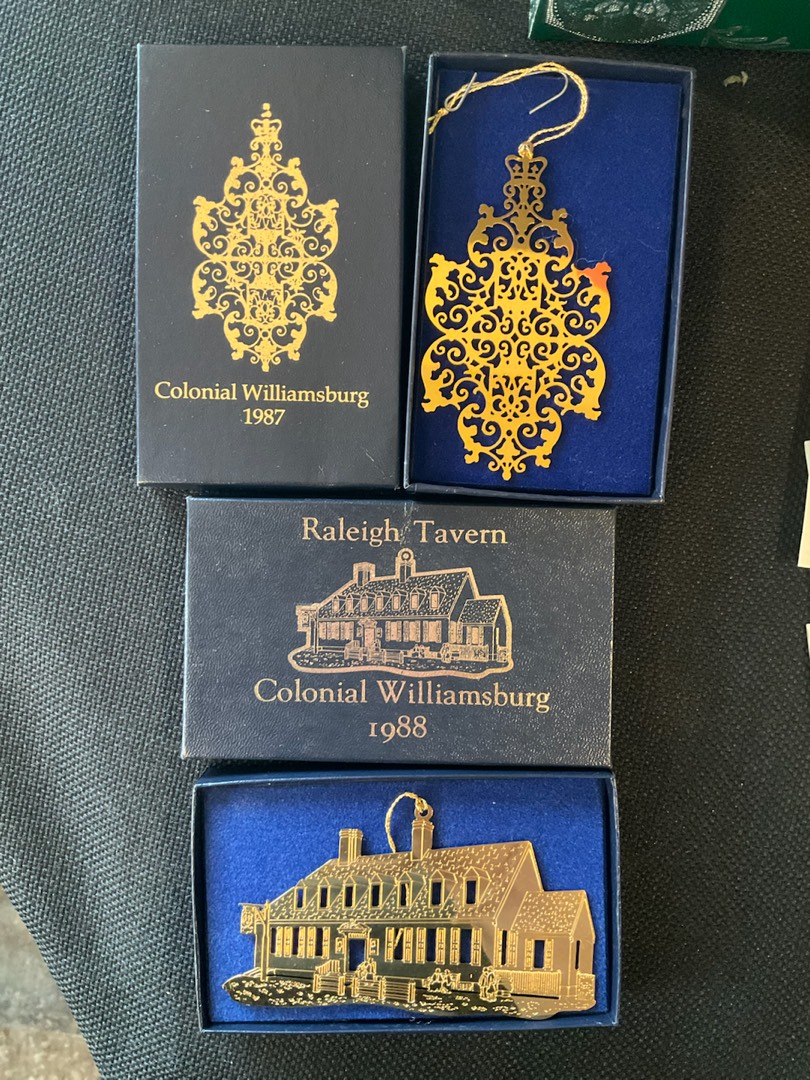 Colonial Williamsburg
1987
Raleigh Tavern
Colonial Williamsburg
1988